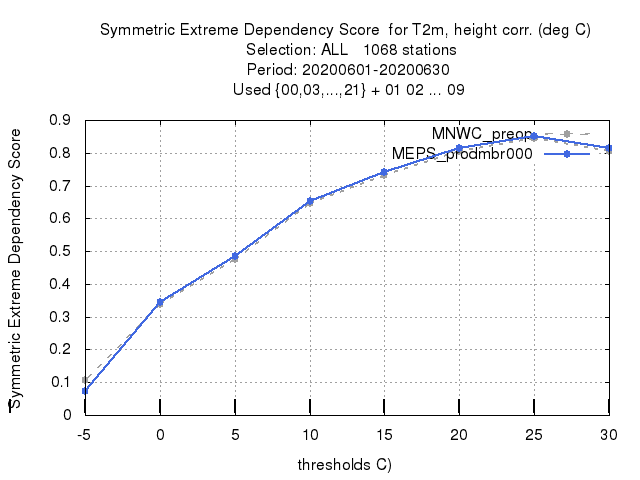 Symmetric Extreme Dependency Score for T2m, height corr. (deg C)
Selection: ALL 1068 stations
Period: 20200601-20200630
Used {00,03,...,21} + 01 02 ... 09
Symmetric Extreme Dependency Score
MNWC_preop
MEPS_prodmbr000
0.9
0.8
0.7
0.6
0.5
0.4
0.3
0.2
0.1
0
-5 0 5 10 15 20 25 30
thresholds C)